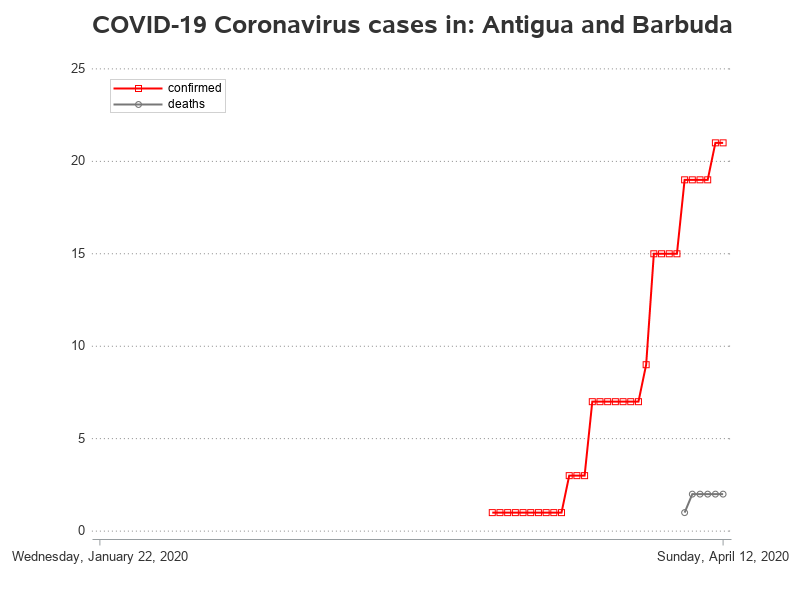 COVID-19 Coronavirus cases in: Antigua and Barbuda
25
confirmed
deaths
20
15
10
5
0
Wednesday, January 22, 2020 Sunday, April 12, 2020